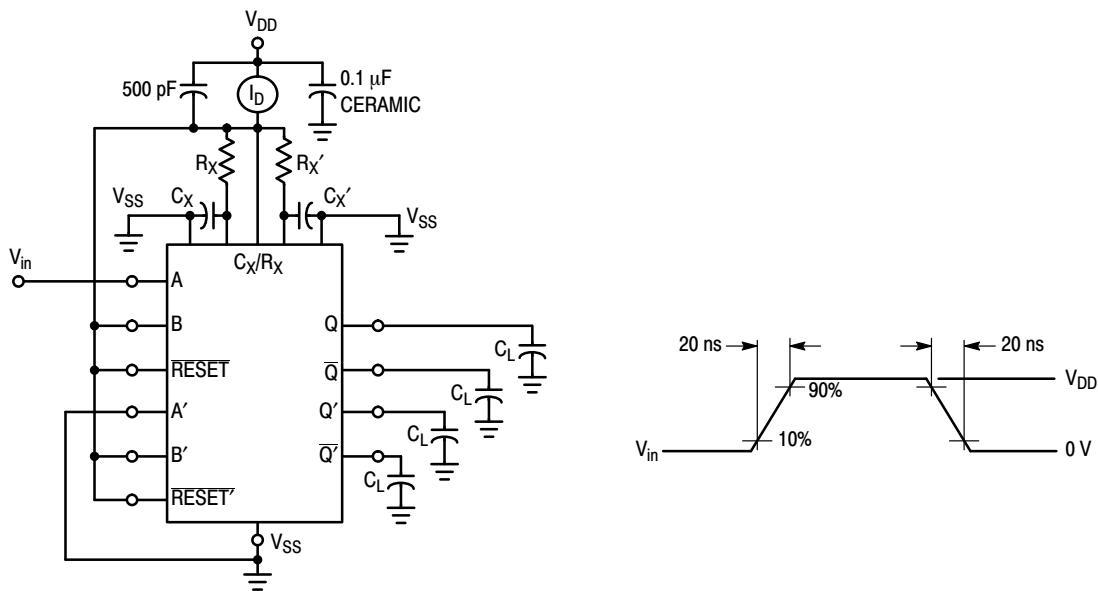 V_DD
500 pF
I_D
0.1 µF
CERAMIC
R_X
R_X′
V_SS
C_X
C_X′
V_SS
V_in
C_X/R_X
A
B
Q
C_L
RESET
Q
C_L
A′
Q′
C_L
B′
Q′
C_L
RESET′
V_SS
20 ns
20 ns
V_DD
90%
10%
V_in
0 V